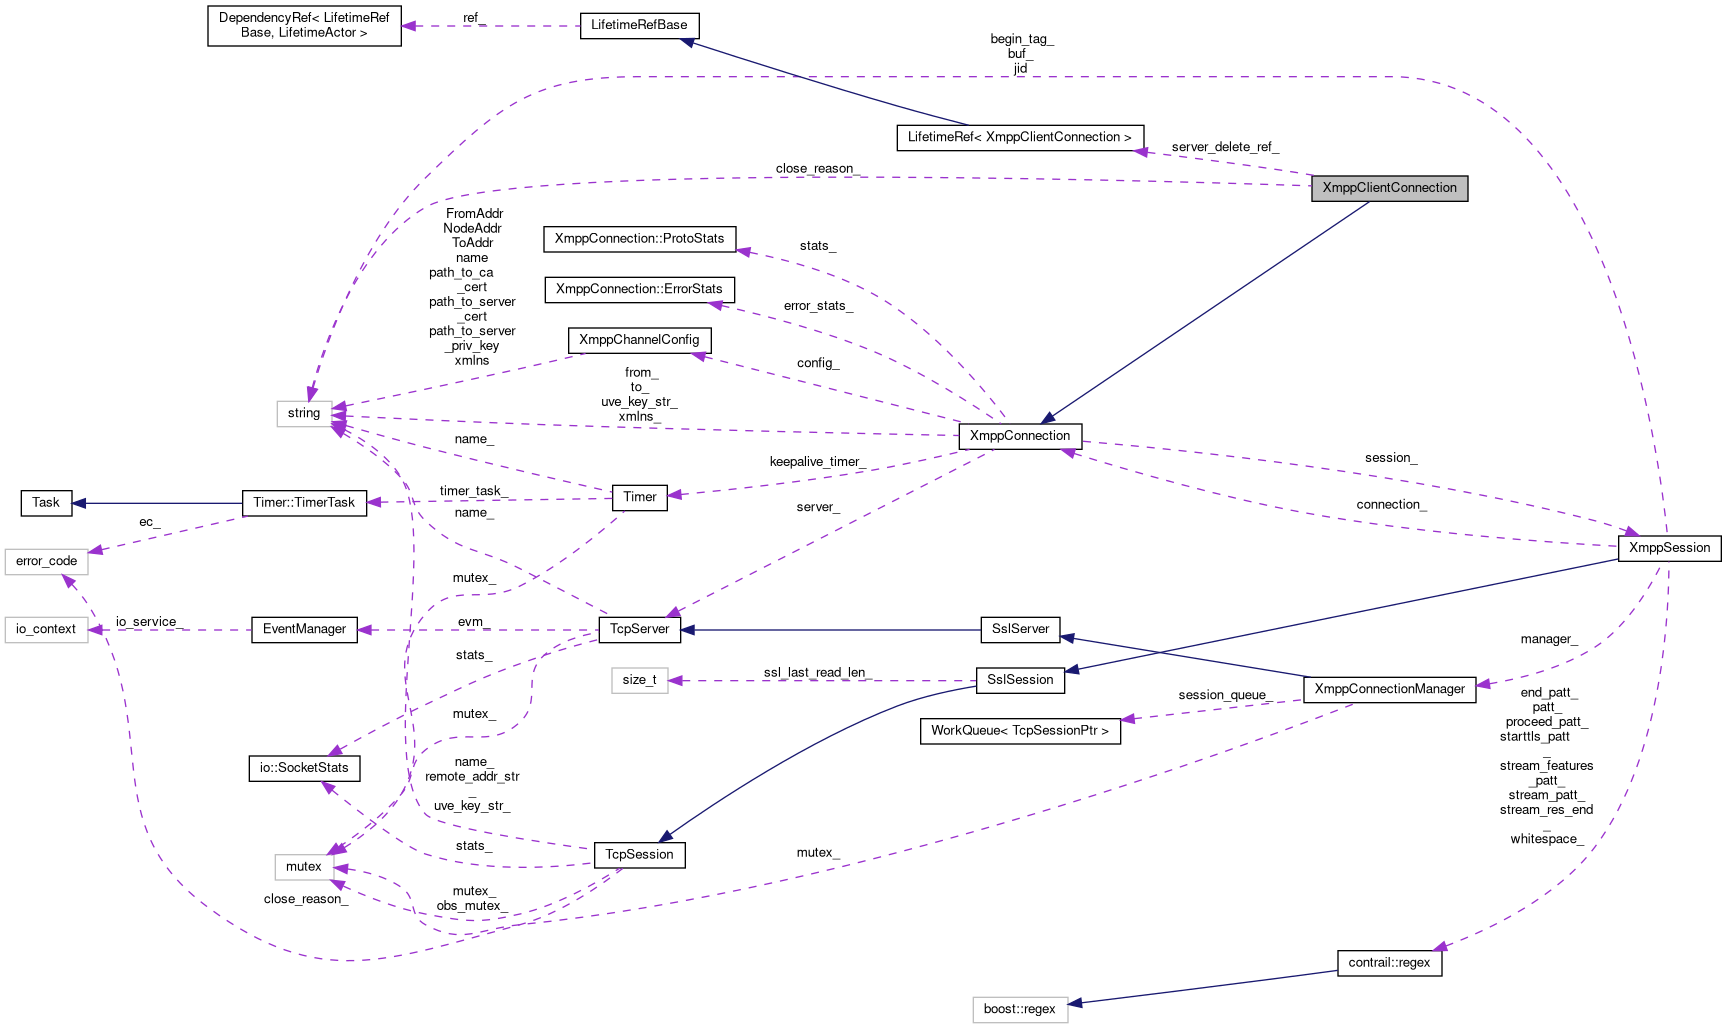 DependencyRef< LifetimeRef
Base, LifetimeActor >
ref_
LifetimeRefBase
begin_tag_
buf_
jid
LifetimeRef< XmppClientConnection >
server_delete_ref_
close_reason_
XmppClientConnection
FromAddr
NodeAddr
ToAddr
name
path_to_ca
_cert
path_to_server
_cert
path_to_server
_priv_key
xmlns
XmppConnection::ProtoStats
stats_
XmppConnection::ErrorStats
error_stats_
XmppChannelConfig
config_
from_
to_
uve_key_str_
xmlns_
string
XmppConnection
name_
keepalive_timer_
session_
Task
Timer::TimerTask
timer_task_
Timer
name_
server_
connection_
ec_
error_code
XmppSession
mutex_
io_context
io_service_
EventManager
evm_
TcpServer
SslServer
manager_
stats_
size_t
ssl_last_read_len_
SslSession
XmppConnectionManager
session_queue_
WorkQueue< TcpSessionPtr >
mutex_
end_patt_
patt_
proceed_patt_
starttls_patt
_
stream_features
_patt_
stream_patt_
stream_res_end
_
whitespace_
io::SocketStats
name_
remote_addr_str
_
uve_key_str_
stats_
TcpSession
mutex_
mutex
close_reason_
mutex_
obs_mutex_
contrail::regex
boost::regex